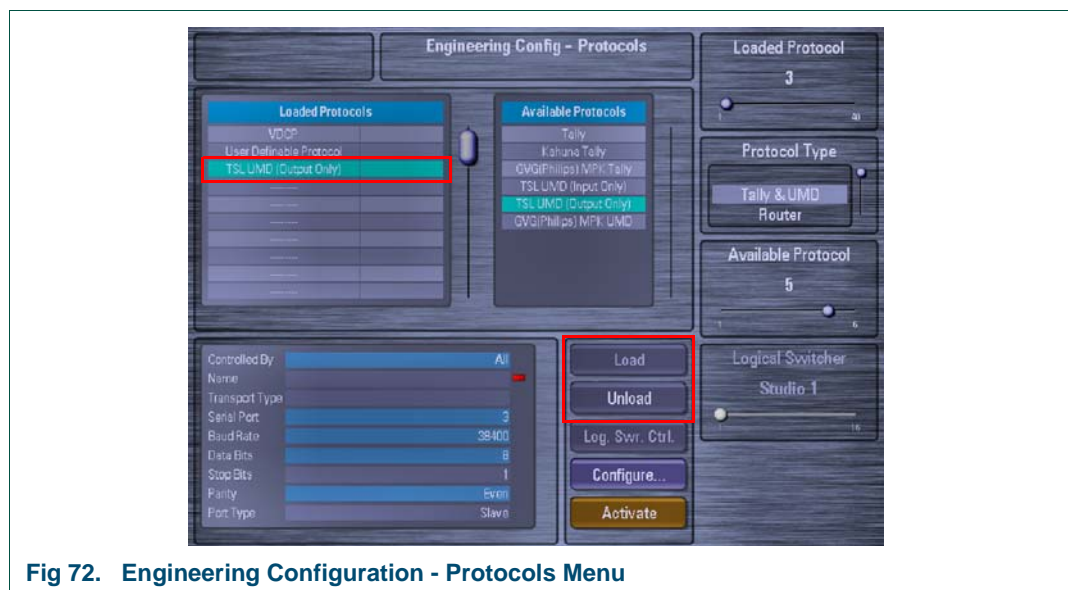 Engineering Config - Protocols
Loaded Protocol
3
1 40
Loaded Protocols
VDCP
User Definable Protocol
TSL UMD (Output Only)
Available Protocols
Tally
Kahuna Tally
GVG(Philips) MPK Tally
TSL UMD (Input Only)
TSL UMD (Output Only)
GVG(Philips) MPK UMD
Protocol Type
Tally & UMD
Router
Available Protocol
5
1 6
Controlled By All
Name
Transport Type
Serial Port 3
Baud Rate 38400
Data Bits 8
Stop Bits 1
Parity Even
Port Type Slave
Load
Unload
Log. Swr. Ctrl.
Configure...
Activate
Logical Switcher
Studio 1
1 16
Fig 72. Engineering Configuration - Protocols Menu